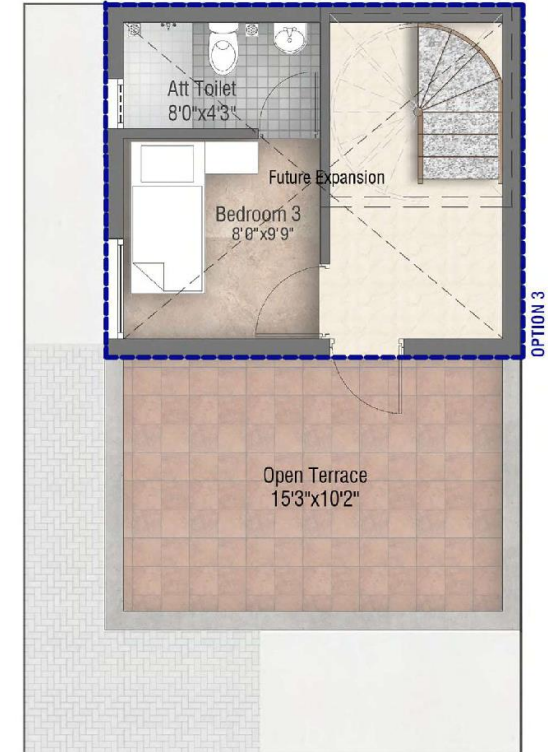 Att Toilet
8'0"x4'3"
Future Expansion
Bedroom 3
8'0"x9'9"
OPTION 3
Open Terrace
15'3"x10'2"